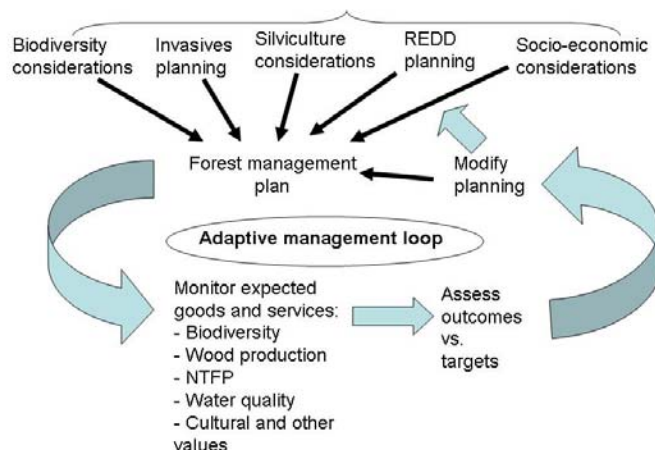 Biodiversity
considerations
Invasives
planning
Silviculture
considerations
REDD
planning
Socio-economic
considerations
Forest management
plan
Modify
planning
Adaptive management loop
Monitor expected
goods and services:
- Biodiversity
- Wood production
- NTFP
- Water quality
- Cultural and other
values
Assess
outcomes
vs.
targets